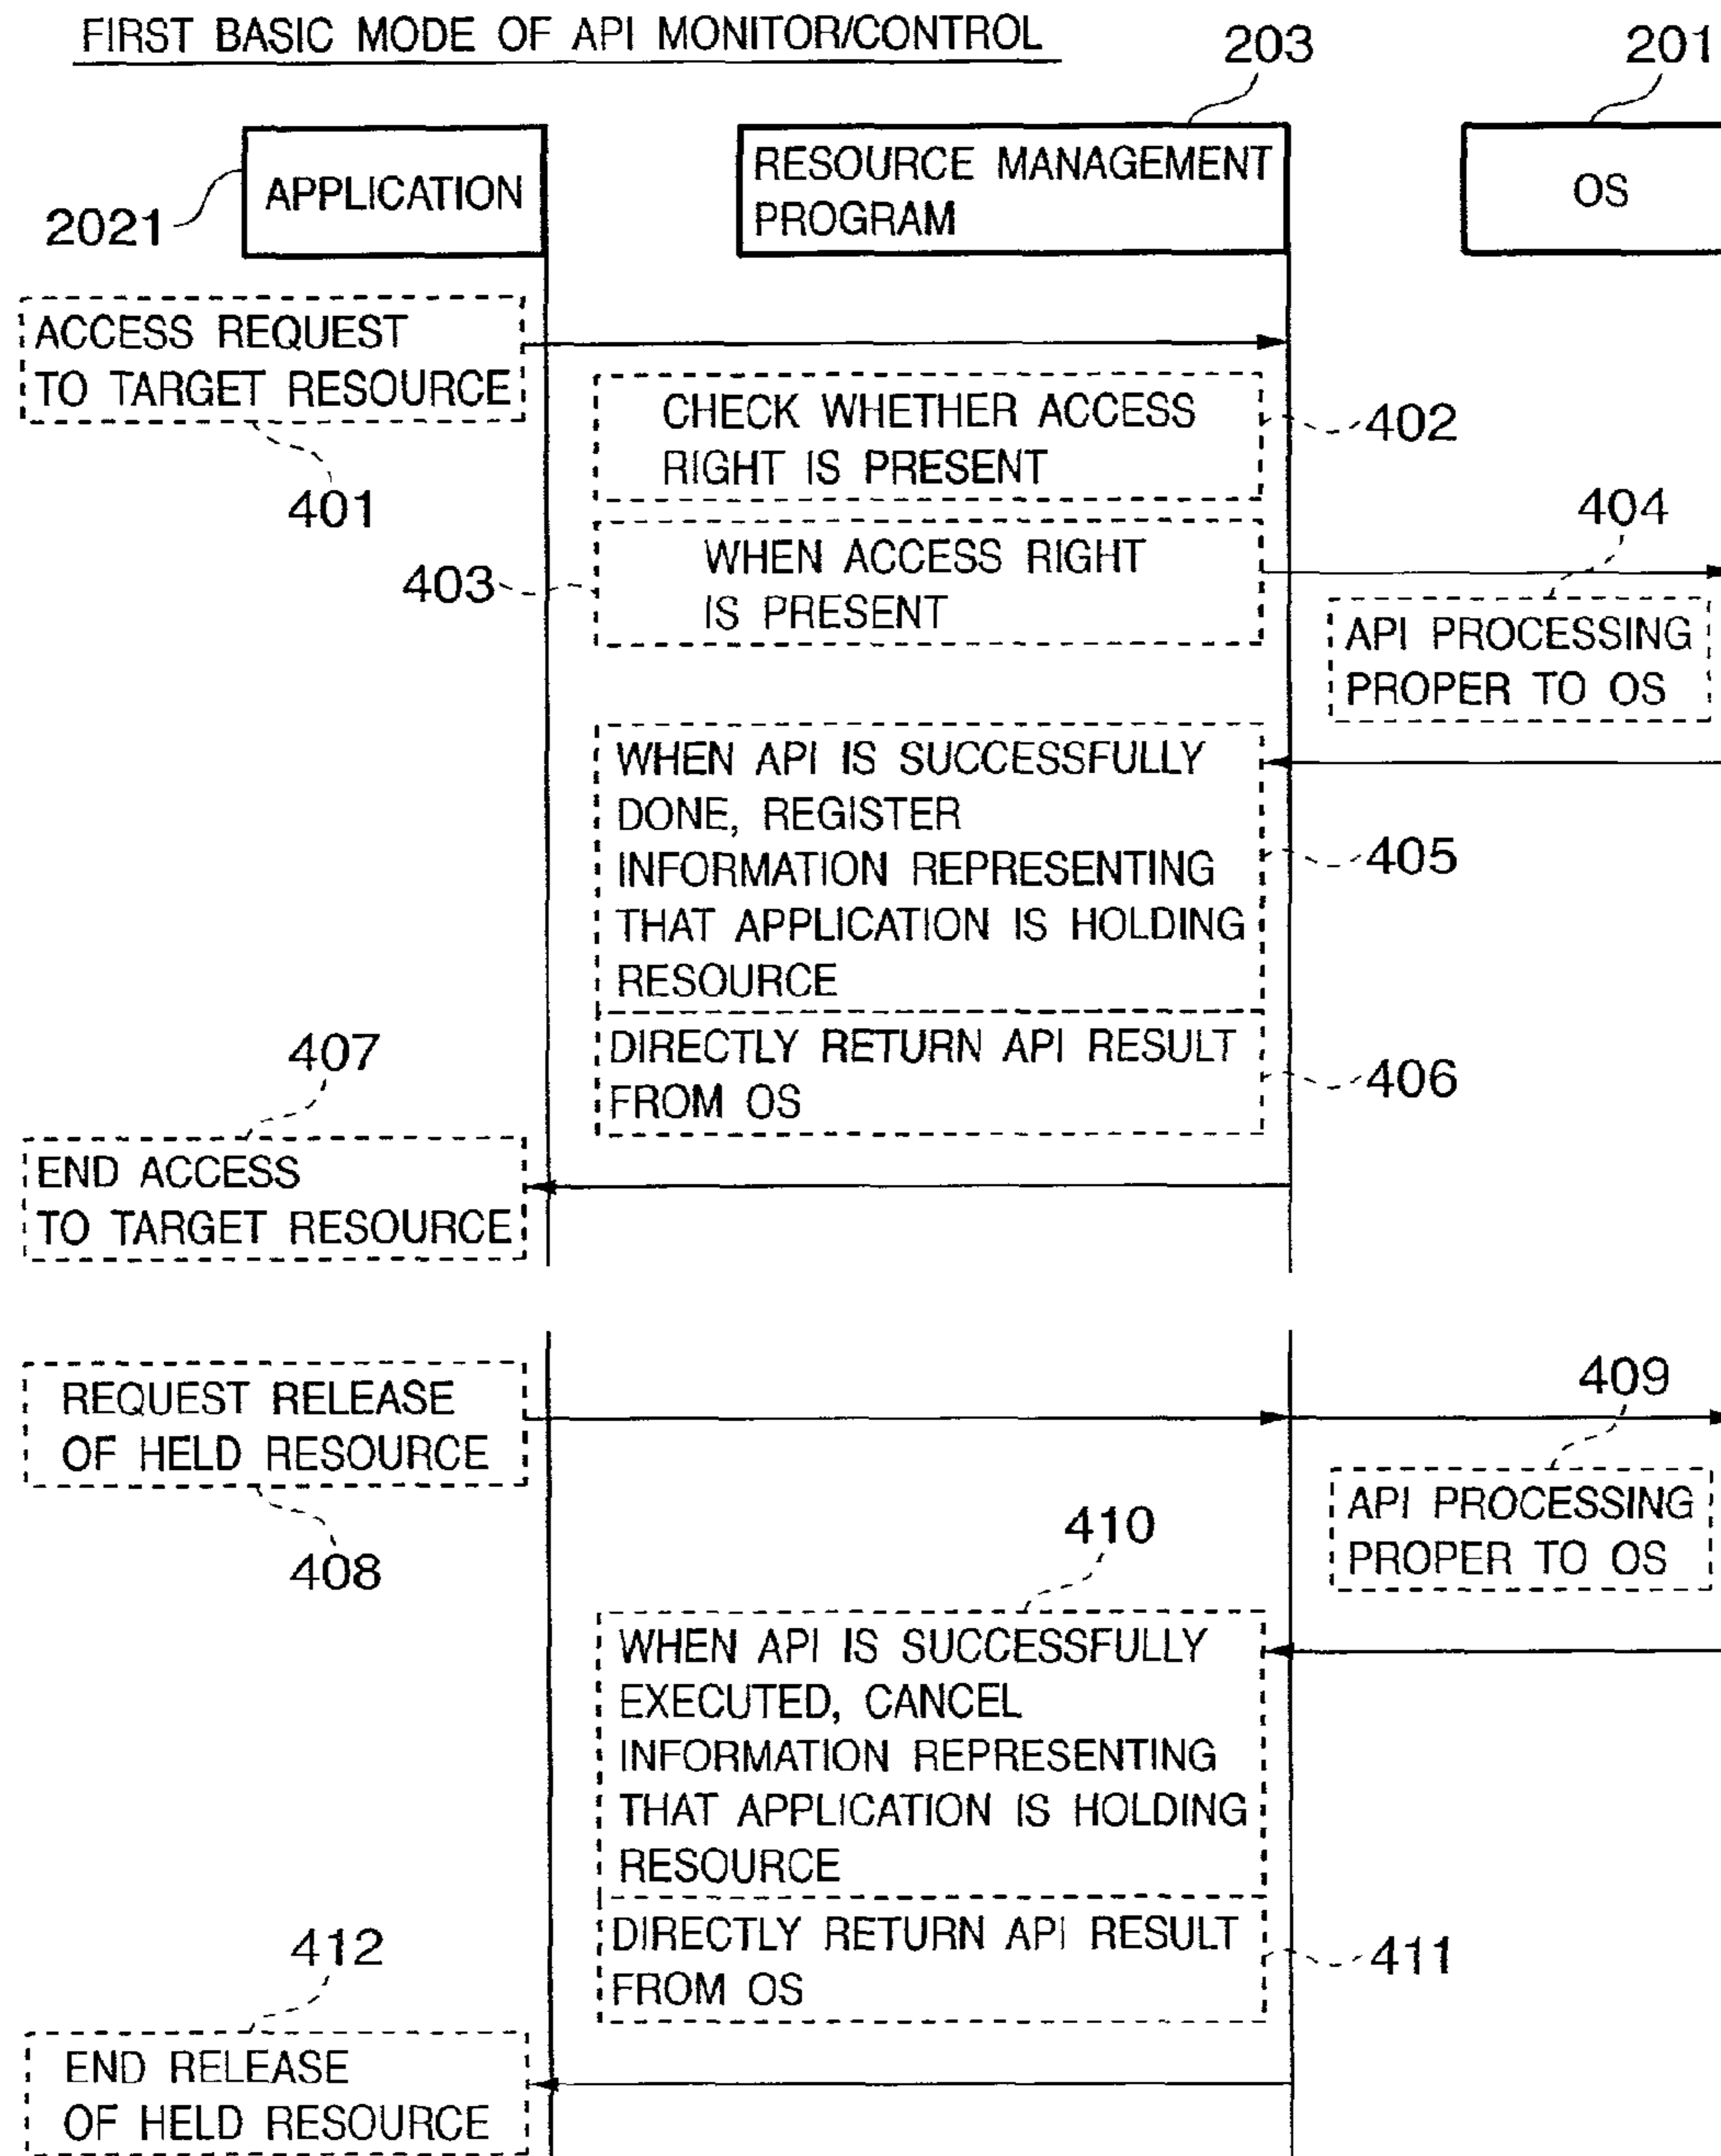 FIRST BASIC MODE OF API MONITOR/CONTROL
203
201
2021
APPLICATION
RESOURCE MANAGEMENT
PROGRAM
OS
ACCESS REQUEST
TO TARGET RESOURCE
401
CHECK WHETHER ACCESS
RIGHT IS PRESENT
402
403
WHEN ACCESS RIGHT
IS PRESENT
404
API PROCESSING
PROPER TO OS
WHEN API IS SUCCESSFULLY
DONE, REGISTER
INFORMATION REPRESENTING
THAT APPLICATION IS HOLDING
RESOURCE
405
DIRECTLY RETURN API RESULT
FROM OS
406
407
END ACCESS
TO TARGET RESOURCE
REQUEST RELEASE
OF HELD RESOURCE
408
409
API PROCESSING
PROPER TO OS
410
WHEN API IS SUCCESSFULLY
EXECUTED, CANCEL
INFORMATION REPRESENTING
THAT APPLICATION IS HOLDING
RESOURCE
DIRECTLY RETURN API RESULT
FROM OS
411
412
END RELEASE
OF HELD RESOURCE